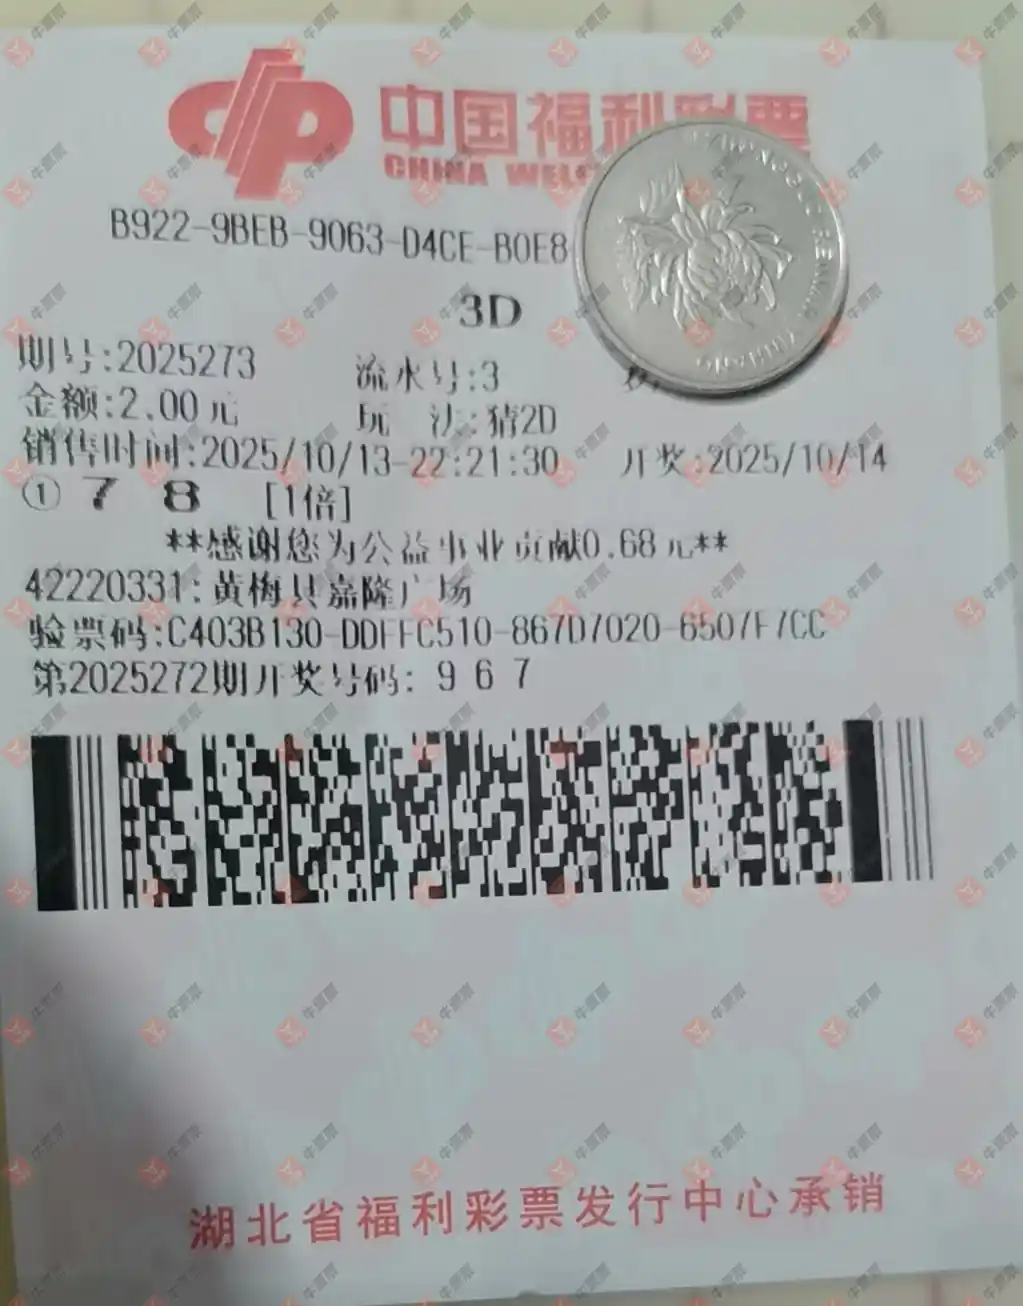 中国福利彩票
CHINA WEL
B922-9BEB-9063-D4CE-B0E8
3D
期号:2025273 流水号:3
金额:2.00元 玩 法:猜2D
销售时间:2025/10/13-22:21:30 开奖:2025/10/14
① 7 8 [1倍]
**感谢您为公益事业贡献0.68元**
42220331:黄梅县嘉隆广场
验票码:C403B130-DDFFC510-867D7020-6507F7CC
第2025272期开奖号码: 9 6 7
湖北省福利彩票发行中心承销